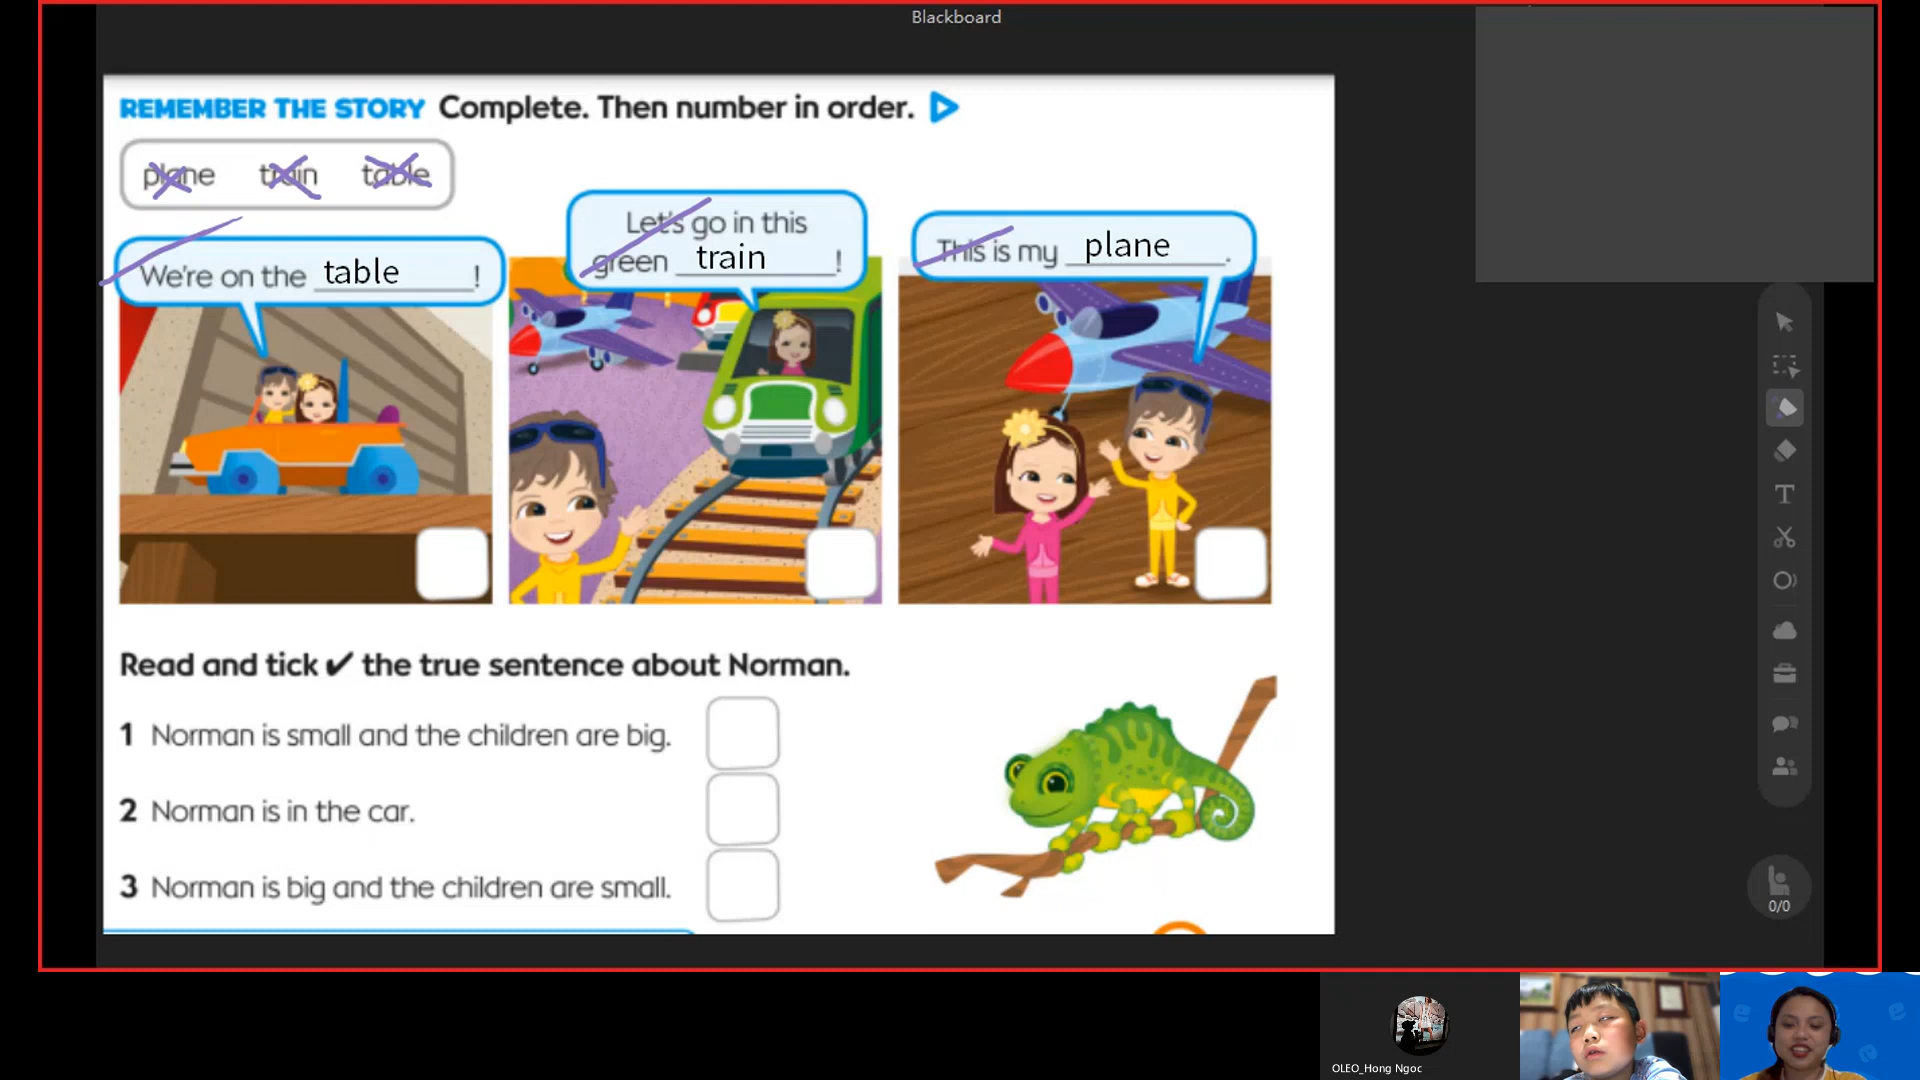 Blackboard
REMEMBER THE STORY Complete. Then number in order.
plane train table
We're on the table !
Let's go in this
green train !
This is my plane .
Read and tick ✔ the true sentence about Norman.
1 Norman is small and the children are big.
2 Norman is in the car.
3 Norman is big and the children are small.
0/0
OLEO_Hong Ngoc